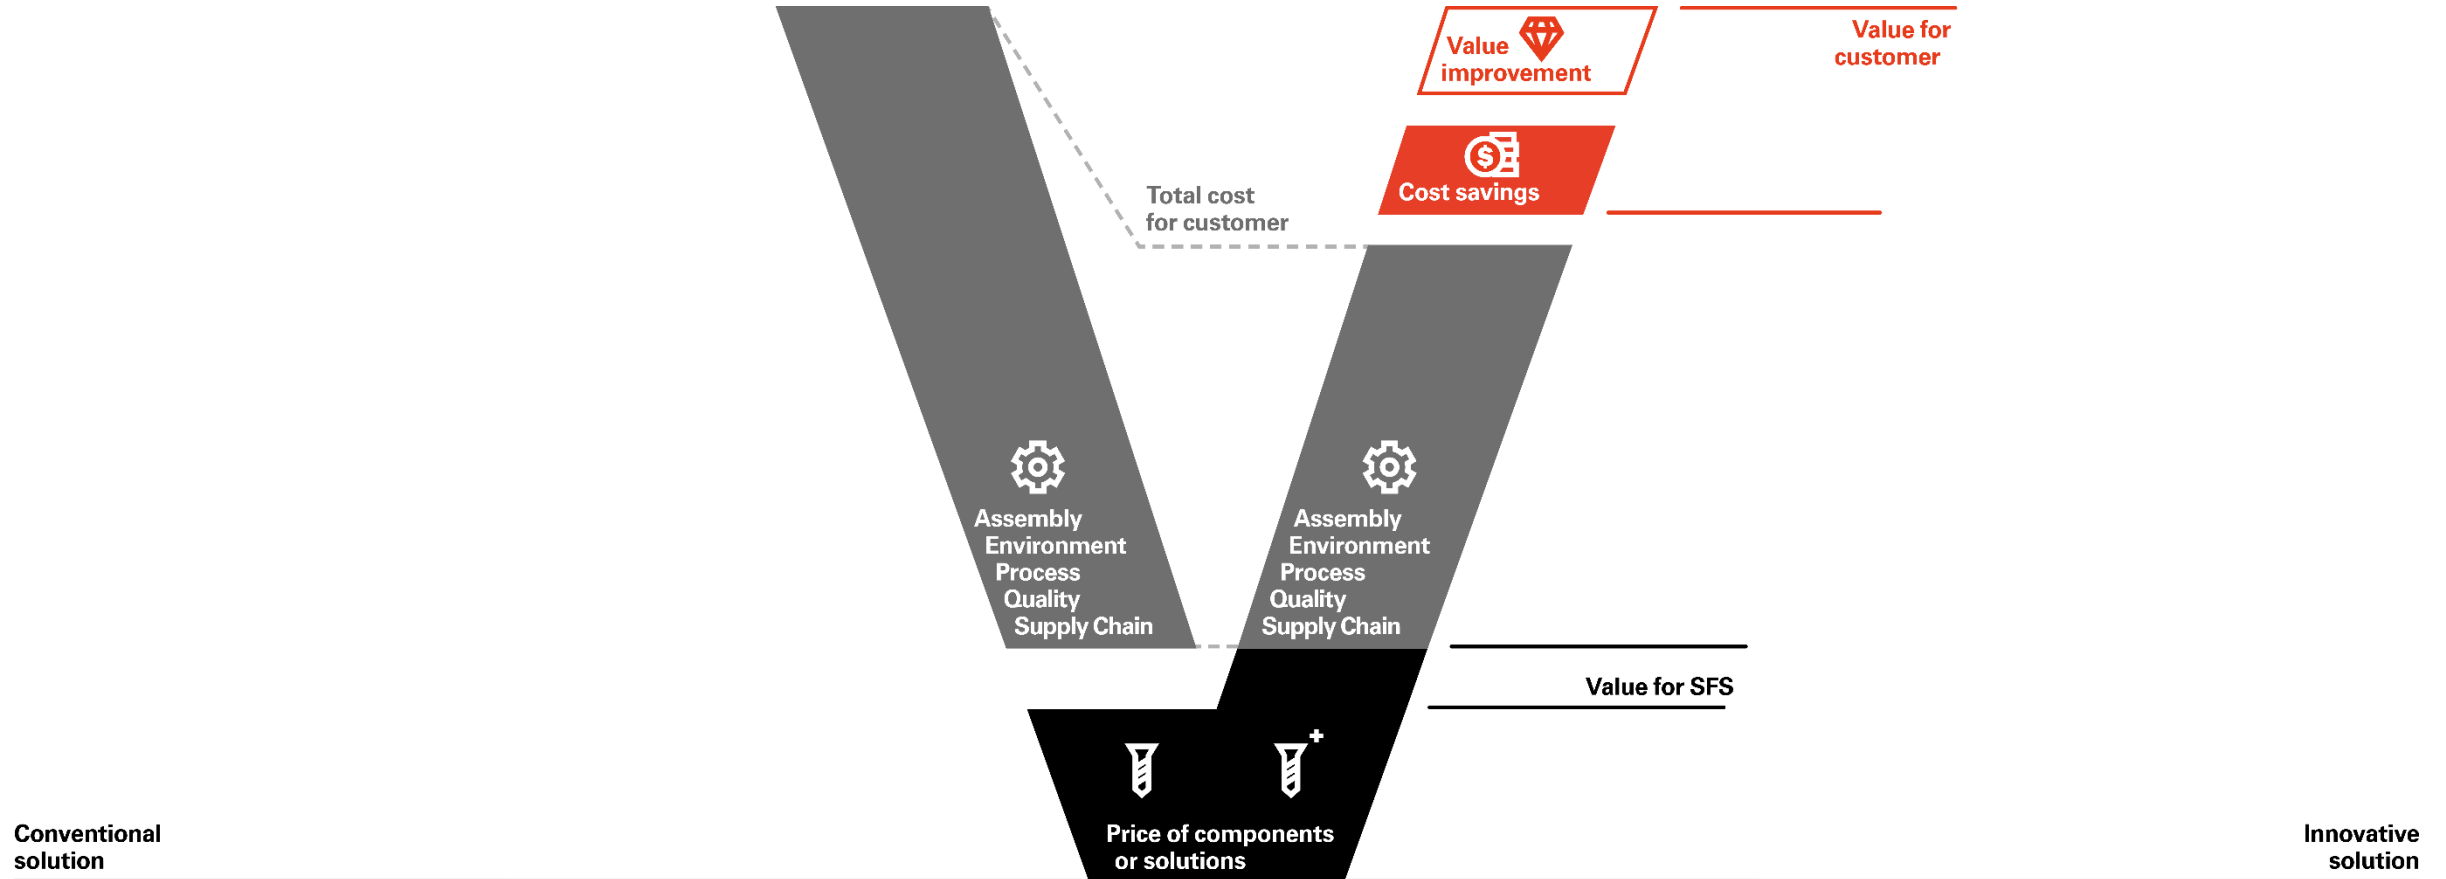 Value
improvement
Value for
customer
$
Cost savings
Total cost
for customer
Assembly
Environment
Process
Quality
Supply Chain
Assembly
Environment
Process
Quality
Supply Chain
Value for SFS
Price of components
or solutions
Conventional
solution
Innovative
solution